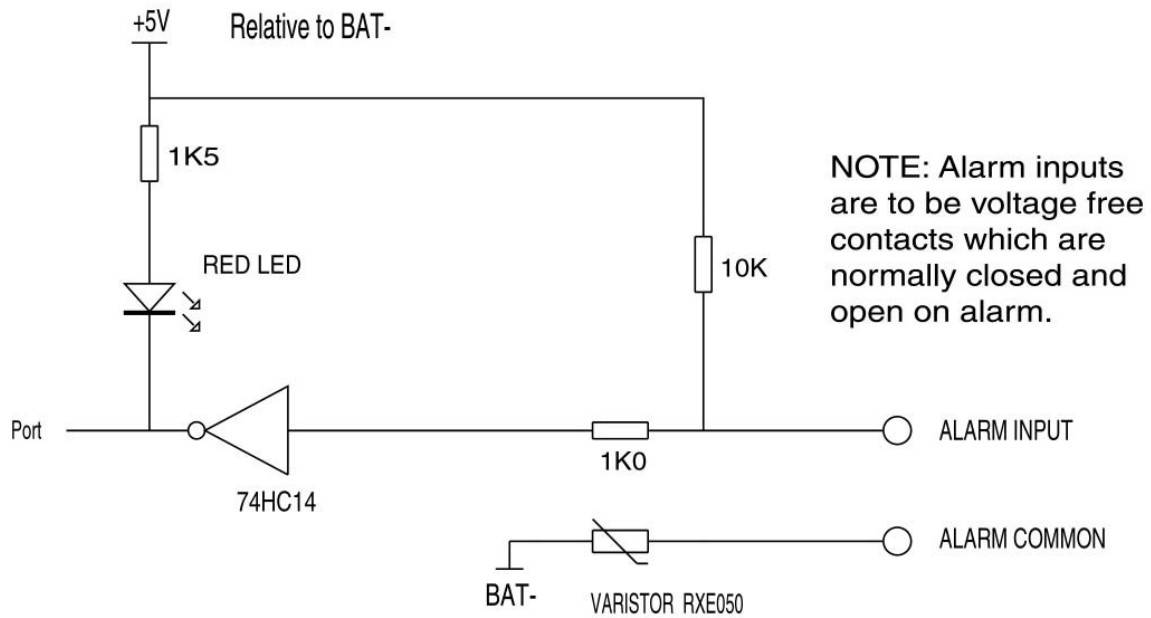 +5V
Relative to BAT-
1K5
RED LED
10K
NOTE: Alarm inputs
are to be voltage free
contacts which are
normally closed and
open on alarm.
Port
74HC14
1K0
ALARM INPUT
ALARM COMMON
BAT-
VARISTOR RXE050